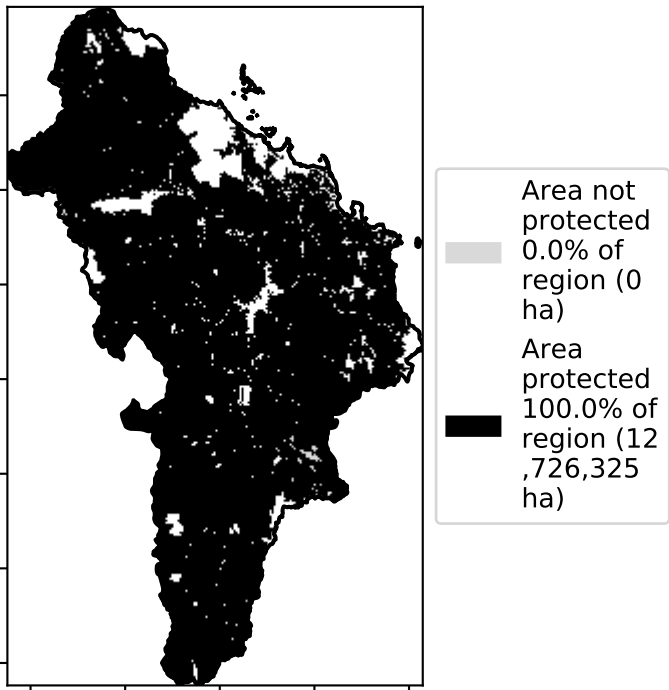 Area not
protected
0.0% of
region (0
ha)
Area
protected
100.0% of
region (12
,726,325
ha)